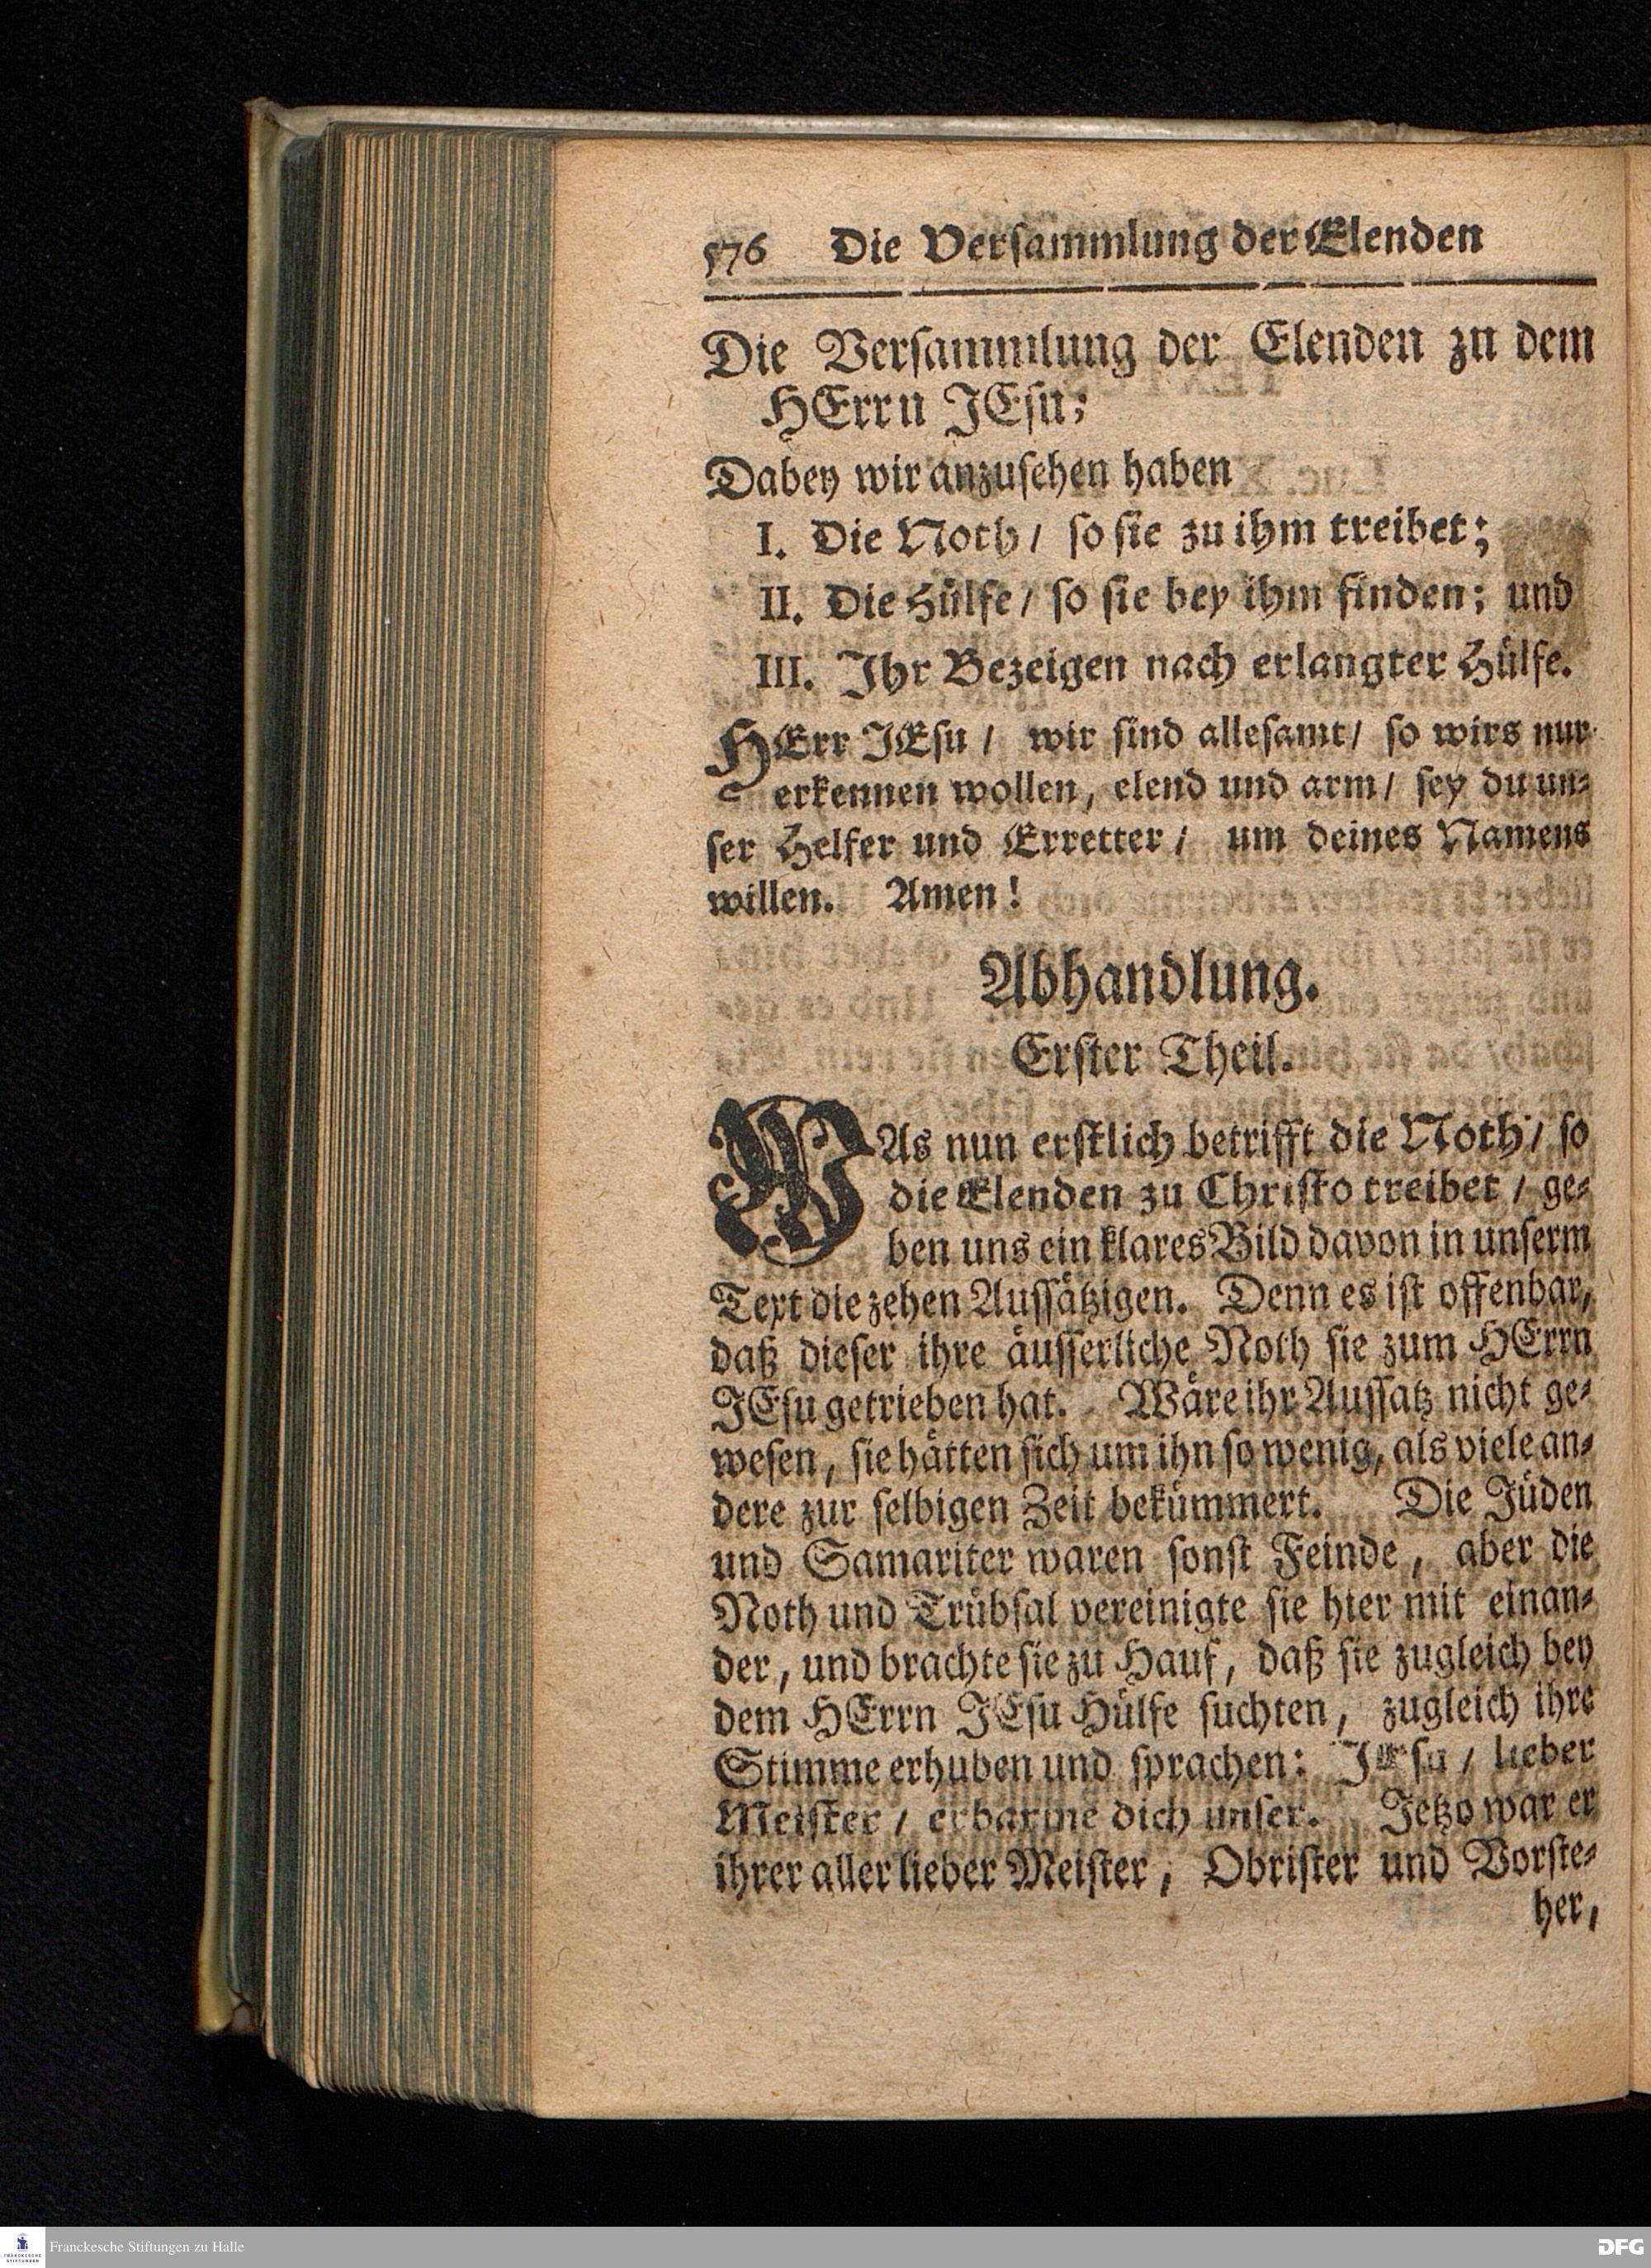 576 Die Versammlung der Elenden
Die Versammlung der Elenden zu dem
HErrn JEsu;
Dabey wir anzusehen haben
I. Die Noth / so sie zu ihm treibet;
II. Die Hülfe / so sie bey ihm finden; und
III. Ihr Bezeigen nach erlangter Hülfe.
HErr JEsu / wir sind allesamt / so wirs nur
erkennen wollen, elend und arm / sey du un-
ser Helfer und Erretter / um deines Namens
willen. Amen!
Abhandlung.
Erster Theil.
WAs nun erstlich betrifft die Noth / so
die Elenden zu Christo treibet / ge-
ben uns ein klares Bild davon in unserm
Text die zehen Aussätzigen. Denn es ist offenbar,
daß dieser ihre äusserliche Noth sie zum HErrn
JEsu getrieben hat. Wäre ihr Aussatz nicht ge-
wesen, sie hätten sich um ihn so wenig, als viele an-
dere zur selbigen Zeit bekümmert. Die Jüden
und Samariter waren sonst Feinde, aber die
Noth und Trübsal vereinigte sie hier mit einan-
der, und brachte sie zu Hauf, daß sie zugleich bey
dem HErrn JEsu Hülfe suchten, zugleich ihre
Stimme erhuben und sprachen: JEsu / lieber
Meister / erbarme dich unser. Jetzo war er
ihrer aller lieber Meister, Obrister und Vorste-
her,
FRANCKESCHE STIFTUNGEN
Franckesche Stiftungen zu Halle
DFG